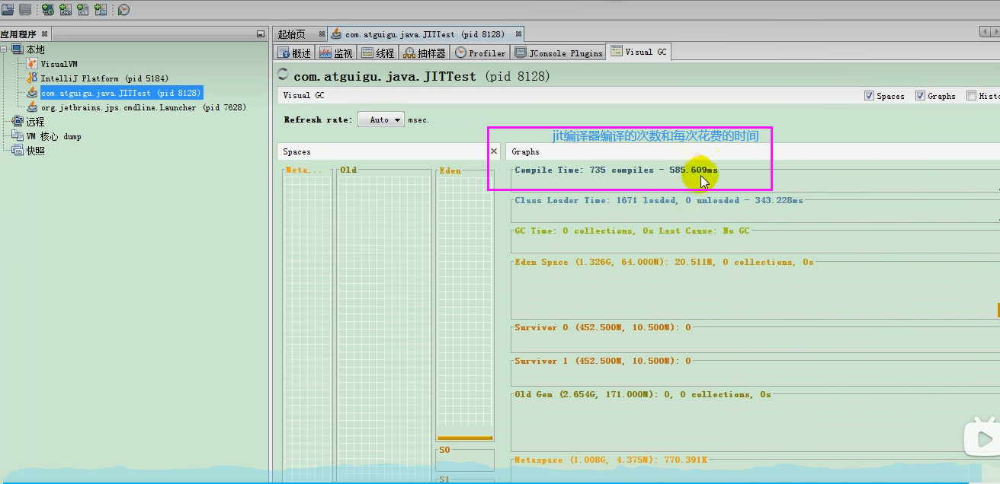 应用程序
起始页 com.atguigu.java.JITTest (pid 8128)
本地
VisualVM
IntelliJ Platform (pid 5184)
com.atguigu.java.JITTest (pid 8128)
org.jetbrains.jps.cmdline.Launcher (pid 7628)
远程
VM 核心 dump
快照
概述 监视 线程 抽样器 Profiler JConsole Plugins Visual GC
com.atguigu.java.JITTest (pid 8128)
Visual GC Spaces Graphs Histo
Refresh rate: Auto msec.
jit编译器编译的次数和每次花费的时间
Spaces
Meta... Old Eden
S0
S1
Graphs
Compile Time: 735 compiles - 585.609ms
Class Loader Time: 1671 loaded, 0 unloaded - 343.228ms
GC Time: 0 collections, 0s Last Cause: No GC
Eden Space (1.326G, 64.000M): 20.511M, 0 collections, 0s
Survivor 0 (452.500M, 10.500M): 0
Survivor 1 (452.500M, 10.500M): 0
Old Gen (2.654G, 171.000M): 0, 0 collections, 0s
Metaspace (1.008G, 4.375M): 770.391K